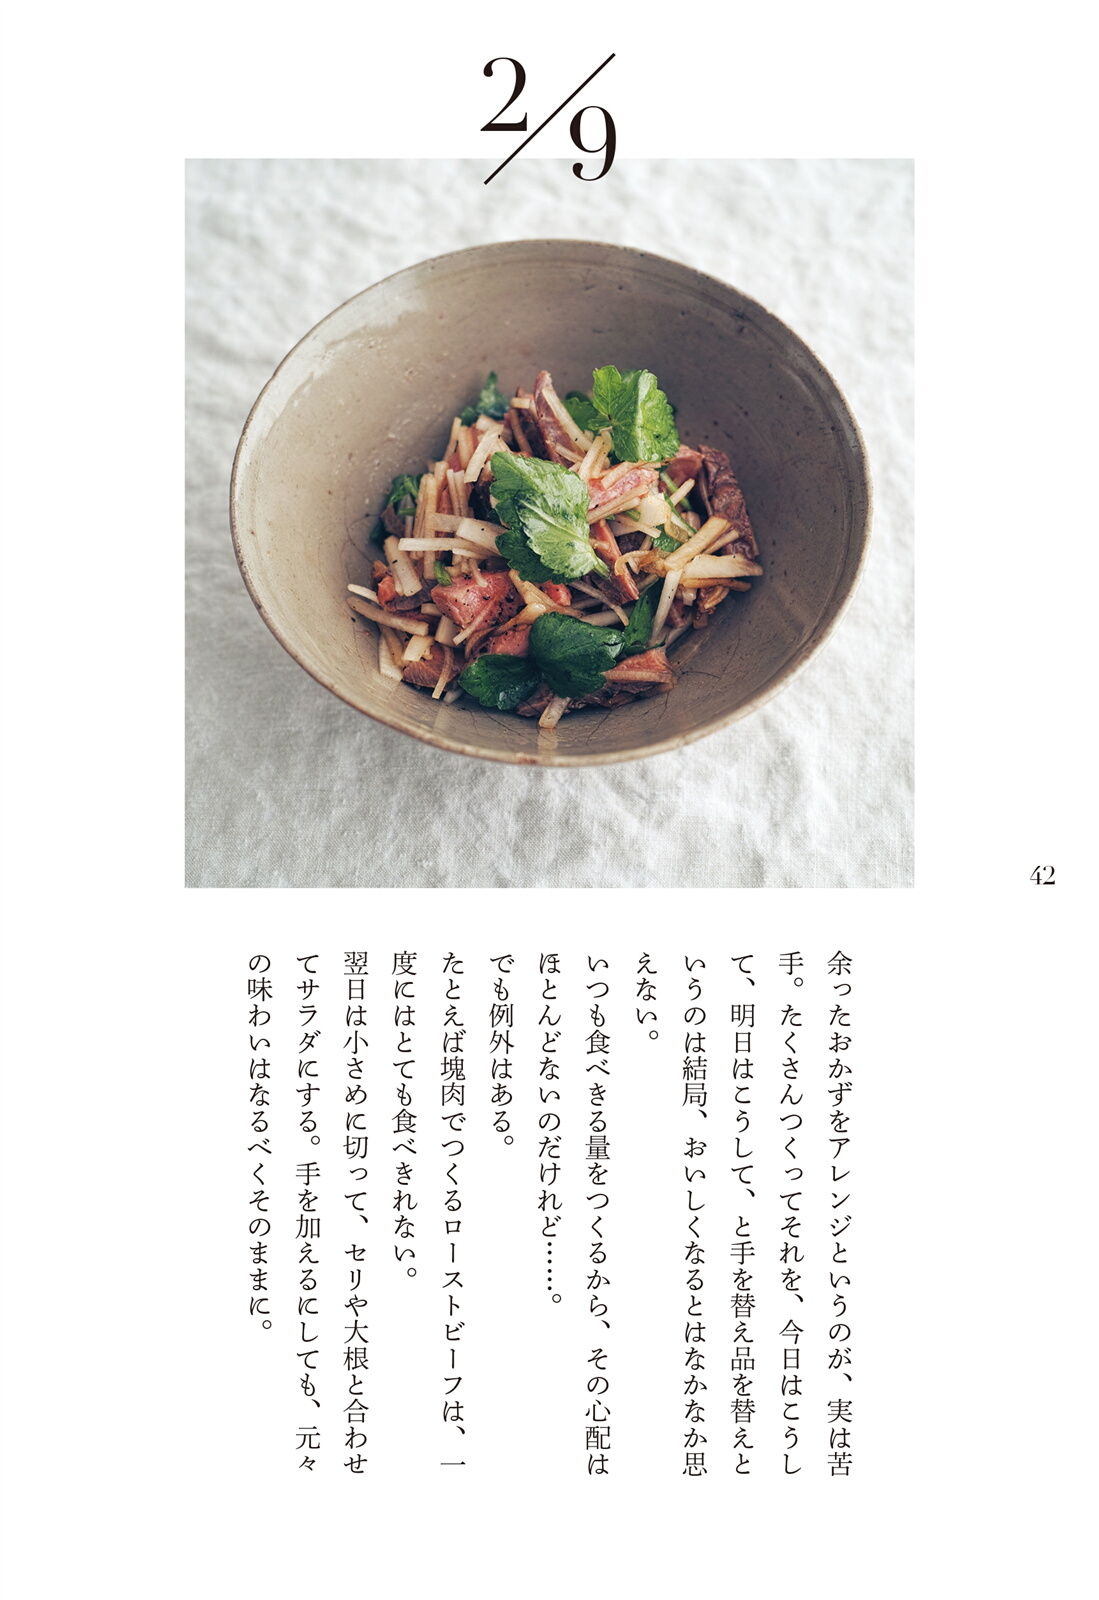 2/9
42
余ったおかずをアレンジというのが、実は苦
手。たくさんつくってそれを、今日はこうし
て、明日はこうして、と手を替え品を替えと
いうのは結局、おいしくなるとはなかなか思
えない。
いつも食べきる量をつくるから、その心配は
ほとんどないのだけれど……。
でも例外はある。
たとえば塊肉でつくるローストビーフは、一
度にはとても食べきれない。
翌日は小さめに切って、セリや大根と合わせ
てサラダにする。手を加えるにしても、元々
の味わいはなるべくそのままに。